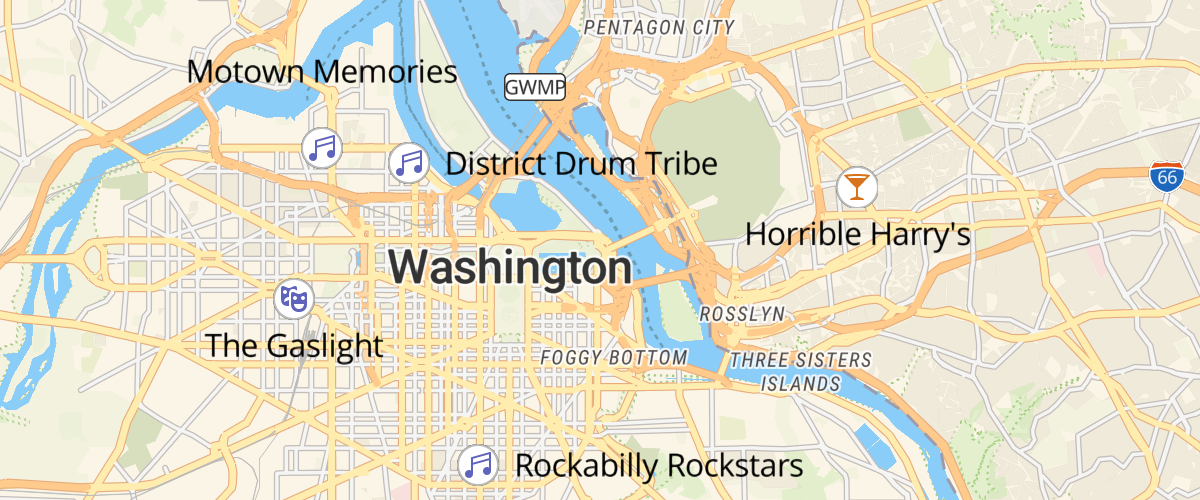 PENTAGON CITY
Motown Memories
GWMP
District Drum Tribe
66
Horrible Harry's
Washington
ROSSLYN
The Gaslight
FOGGY BOTTOM
THREE SISTERS
ISLANDS
Rockabilly Rockstars